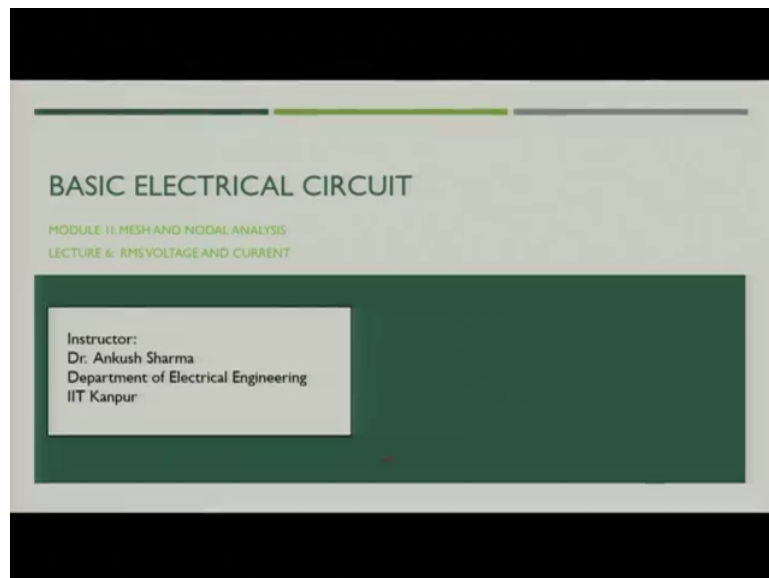 BASIC ELECTRICAL CIRCUIT
MODULE 1I: MESH AND NODAL ANALYSIS
LECTURE 6: RMS VOLTAGE AND CURRENT
Instructor:
Dr. Ankush Sharma
Department of Electrical Engineering
IIT Kanpur